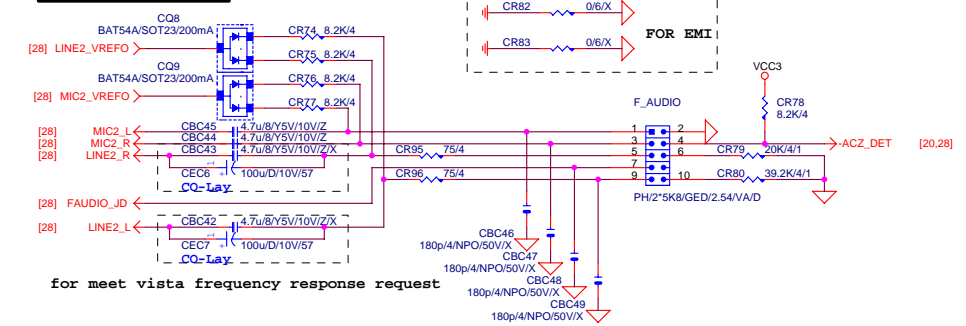 CQ8
BAT54A/SOT23/200mA
[28] LINE2_VREFO
CR74 8.2K/4
CR75 8.2K/4
CQ9
BAT54A/SOT23/200mA
[28] MIC2_VREFO
CR76 8.2K/4
CR77 8.2K/4
CR82 0/6/X
CR83 0/6/X
FOR EMI
VCC3
CR78
8.2K/4
F_AUDIO
[28] MIC2_L
CBC45 4.7u/8/Y5V/10V/Z
[28] MIC2_R
CBC44 4.7u/8/Y5V/10V/Z
[28] LINE2_R
CBC43 4.7u/8/Y5V/10V/Z/X
CEC6 100u/D/10V/57
1
+
CO-Lay
CR95 75/4
CR96 75/4
1 2
3 4
5 6
7
9 10
CR79 20K/4/1
CR80 39.2K/4/1
-ACZ_DET [20,28]
PH/2*5K8/GED/2.54/VA/D
[28] FAUDIO_JD
[28] LINE2_L
CBC42 4.7u/8/Y5V/10V/Z/X
CEC7 100u/D/10V/57
1
+
CO-Lay
CBC46
180p/4/NPO/50V/X
CBC47
180p/4/NPO/50V/X
CBC48
180p/4/NPO/50V/X
CBC49
180p/4/NPO/50V/X
for meet vista frequency response request